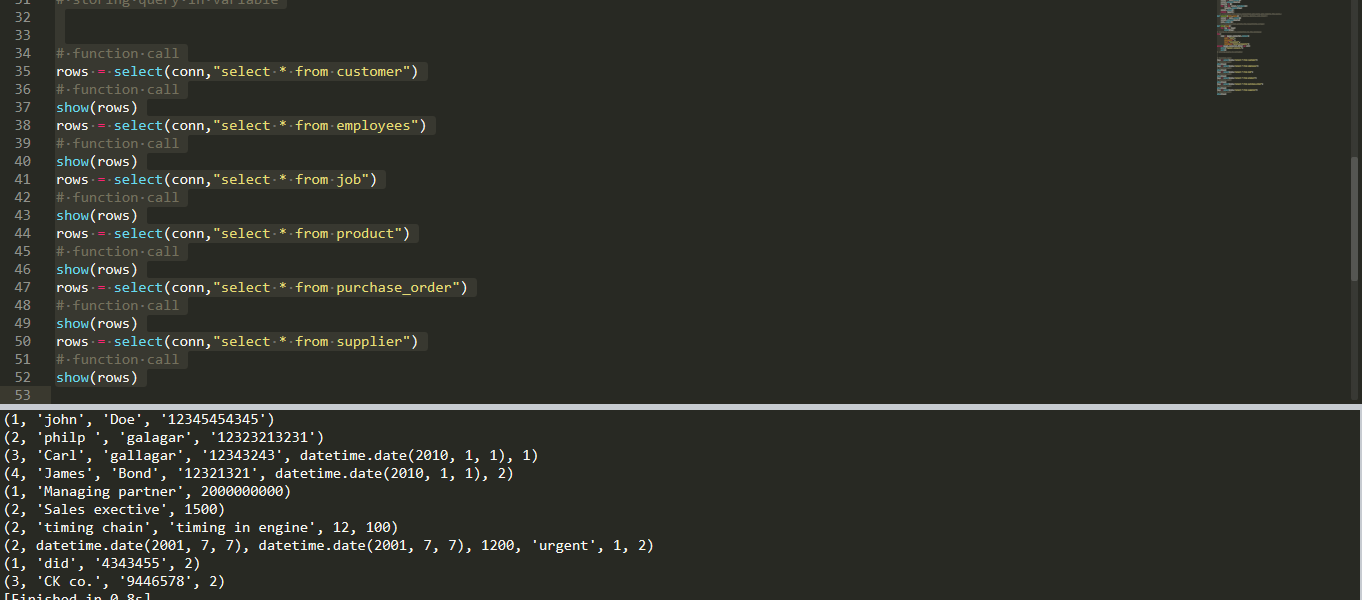 31 # storing query in variable
32
33
34 # function call
35 rows = select(conn,"select * from customer")
36 # function call
37 show(rows)
38 rows = select(conn,"select * from employees")
39 # function call
40 show(rows)
41 rows = select(conn,"select * from job")
42 # function call
43 show(rows)
44 rows = select(conn,"select * from product")
45 # function call
46 show(rows)
47 rows = select(conn,"select * from purchase_order")
48 # function call
49 show(rows)
50 rows = select(conn,"select * from supplier")
51 # function call
52 show(rows)
53
(1, 'john', 'Doe', '12345454345')
(2, 'philp ', 'galagar', '12323213231')
(3, 'Carl', 'gallagar', '12343243', datetime.date(2010, 1, 1), 1)
(4, 'James', 'Bond', '12321321', datetime.date(2010, 1, 1), 2)
(1, 'Managing partner', 2000000000)
(2, 'Sales exective', 1500)
(2, 'timing chain', 'timing in engine', 12, 100)
(2, datetime.date(2001, 7, 7), datetime.date(2001, 7, 7), 1200, 'urgent', 1, 2)
(1, 'did', '4343455', 2)
(3, 'CK co.', '9446578', 2)
[Finished in 0.8s]